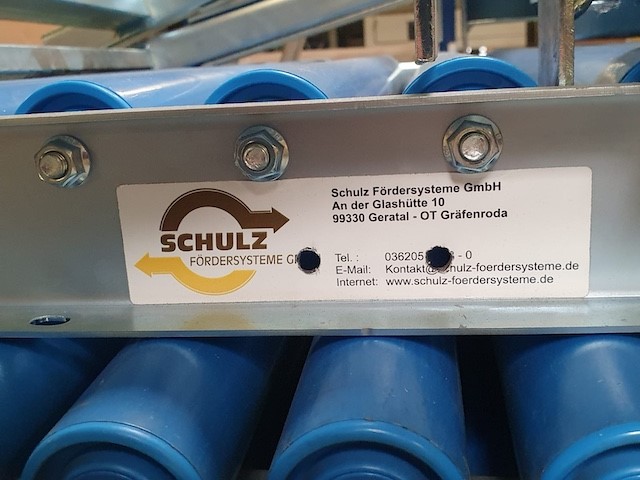 SCHULZ
FÖRDERSYSTEME
Schulz Fördersysteme GmbH
An der Glashütte 10
99330 Geratal - OT Gräfenroda
Tel. : - 0
E-Mail: Kontakt@schulz-foerdersysteme.de
Internet: www.schulz-foerdersysteme.de